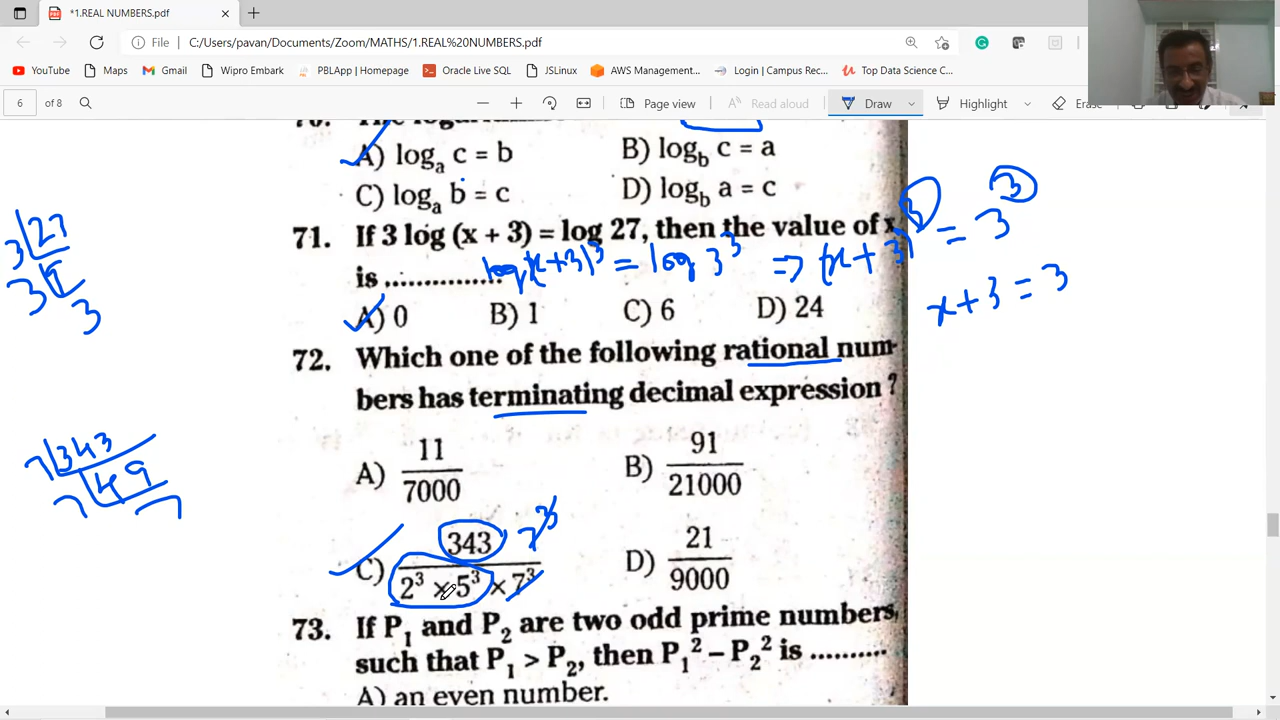 *1.REAL NUMBERS.pdf
File C:/Users/pavan/Documents/Zoom/MATHS/1.REAL%20NUMBERS.pdf
YouTube Maps Gmail Wipro Embark PBLApp | Homepage Oracle Live SQL JSLinux AWS Management... Login | Campus Rec... Top Data Science C...
6 of 8 Page view Read aloud Draw Highlight Erase
A) logₐ c = b B) log_b c = a
C) logₐ b = c D) log_b a = c
71. If 3 log (x + 3) = log 27, then the value of x
is ..............
log(x+3)³ = log 3³ ⇒ (x+3)³ = 3³
x+3=3
A) 0 B) 1 C) 6 D) 24
3 27
3 9
3
72. Which one of the following rational num-
bers has terminating decimal expression ?
A) 11/7000 B) 91/21000
7 343
7 49
7
C) 343/2³ × 5³ × 7³ D) 21/9000
7³
73. If P₁ and P₂ are two odd prime numbers,
such that P₁ > P₂, then P₁² – P₂² is ..........
A) an even number.